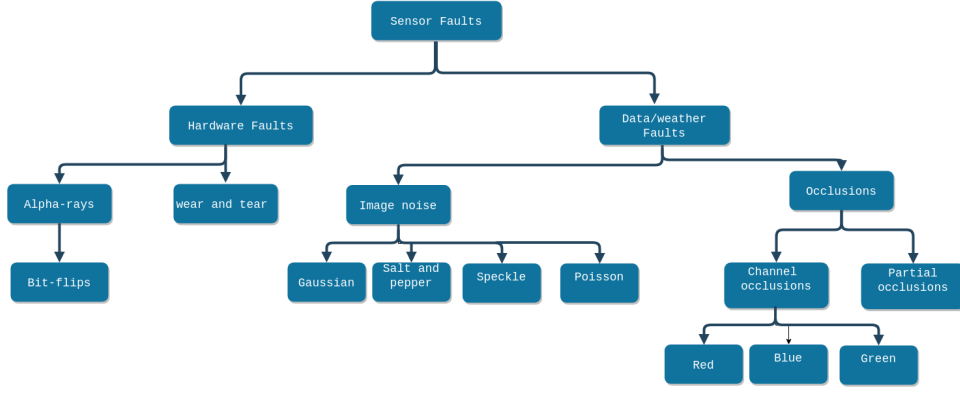 Sensor Faults
Hardware Faults
Data/weather
Faults
Alpha-rays
wear and tear
Image noise
Occlusions
Bit-flips
Gaussian
Salt and
pepper
Speckle
Poisson
Channel
occlusions
Partial
occlusions
Red
Blue
Green